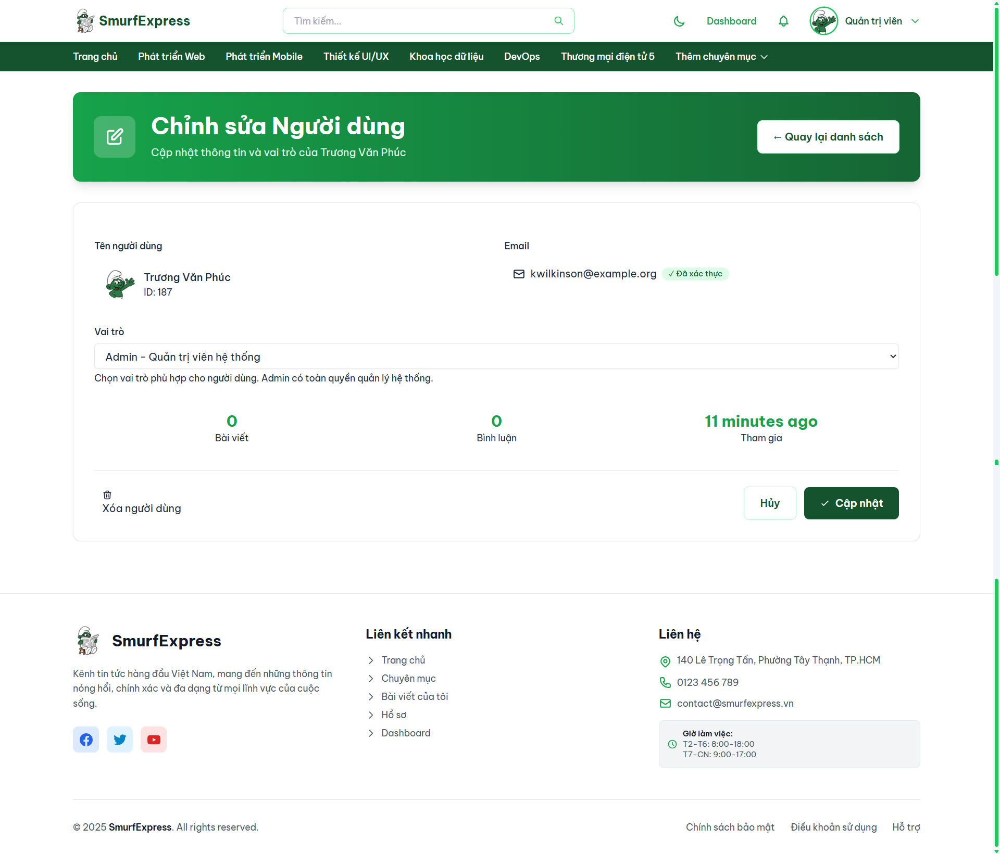 SmurfExpress
Tìm kiếm...
Dashboard
Quản trị viên
Trang chủ
Phát triển Web
Phát triển Mobile
Thiết kế UI/UX
Khoa học dữ liệu
DevOps
Thương mại điện tử 5
Thêm chuyên mục
Chỉnh sửa Người dùng
Cập nhật thông tin và vai trò của Trương Văn Phúc
← Quay lại danh sách
Tên người dùng
Trương Văn Phúc
ID: 187
Email
kwilkinson@example.org
✓ Đã xác thực
Vai trò
Admin - Quản trị viên hệ thống
Chọn vai trò phù hợp cho người dùng. Admin có toàn quyền quản lý hệ thống.
0
Bài viết
0
Bình luận
11 minutes ago
Tham gia
Xóa người dùng
Hủy
Cập nhật
SmurfExpress
Kênh tin tức hàng đầu Việt Nam, mang đến những thông tin
nóng hổi, chính xác và đa dạng từ mọi lĩnh vực của cuộc
sống.
Liên kết nhanh
Trang chủ
Chuyên mục
Bài viết của tôi
Hồ sơ
Dashboard
Liên hệ
140 Lê Trọng Tấn, Phường Tây Thạnh, TP.HCM
0123 456 789
contact@smurfexpress.vn
Giờ làm việc:
T2-T6: 8:00-18:00
T7-CN: 9:00-17:00
© 2025 SmurfExpress. All rights reserved.
Chính sách bảo mật
Điều khoản sử dụng
Hỗ trợ